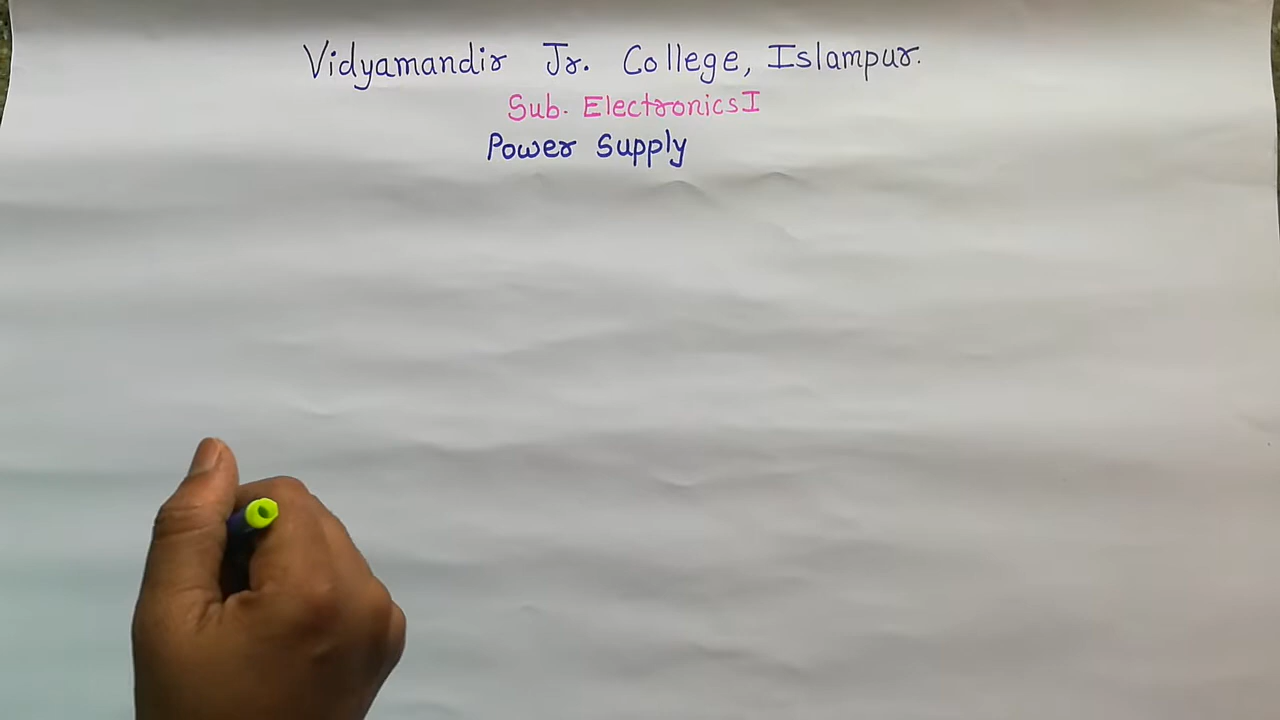 Vidyamandir Jr. College, Islampur.
Sub. Electronics I
Power Supply